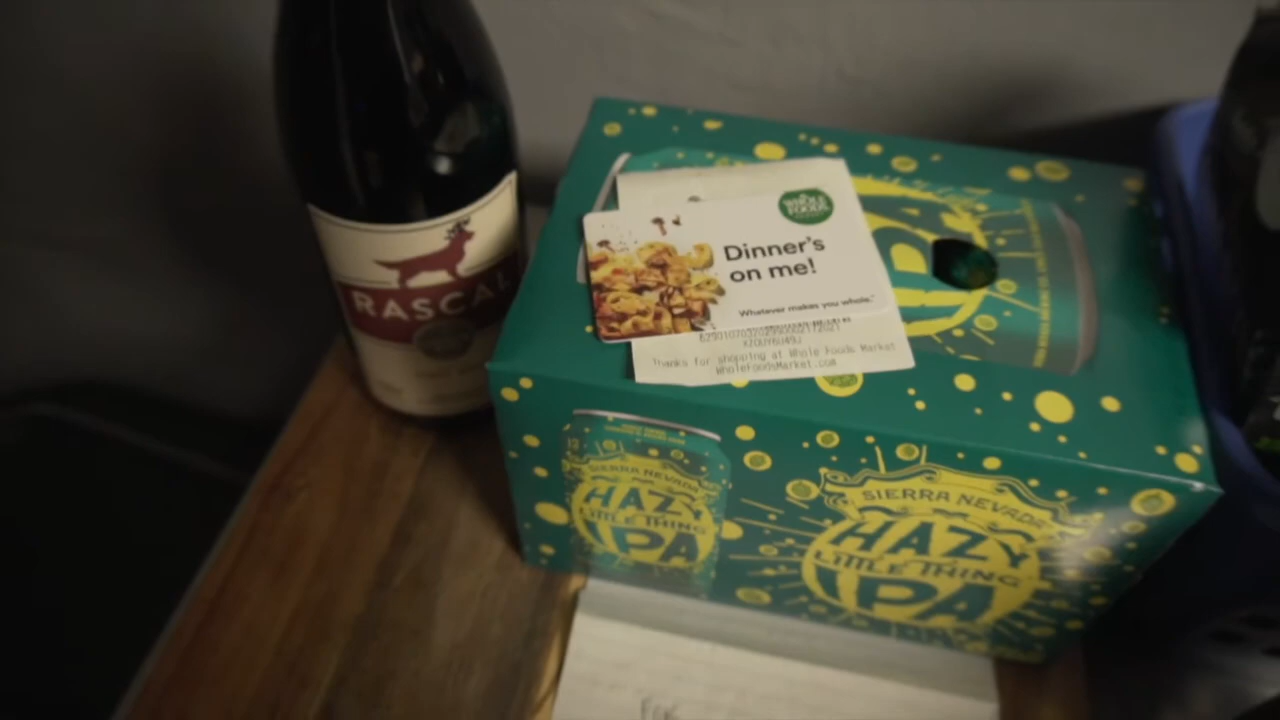 RASCAL
WHOLE
FOODS
Dinner's
on me!
Whatever makes you whole.
Thanks for shopping at Whole Foods Market
WholeFoodsMarket.com
IPA
SIERRA NEVADA
HAZY
LITTLE THING
IPA
SIERRA NEVADA
HAZY
LITTLE THING
IPA